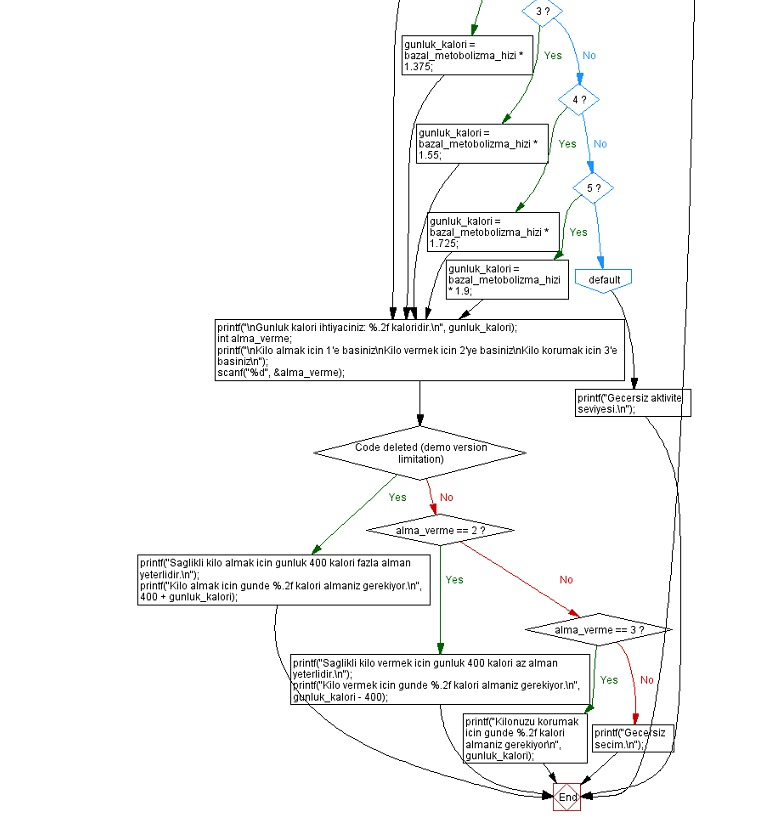 3 ?
gunluk_kalori =
bazal_metobolizma_hizi *
1.375;
Yes
No
4 ?
gunluk_kalori =
bazal_metobolizma_hizi *
1.55;
Yes
No
5 ?
gunluk_kalori =
bazal_metobolizma_hizi *
1.725;
Yes
gunluk_kalori =
bazal_metobolizma_hizi
* 1.9;
default
printf("\nGunluk kalori ihtiyaciniz: %.2f kaloridir.\n", gunluk_kalori);
int alma_verme;
printf("\nKilo almak icin 1'e basiniz\nKilo vermek icin 2'ye basiniz\nKilo korumak icin 3'e
basiniz\n");
scanf("%d", &alma_verme);
printf("Gecersiz aktivite
seviyesi.\n");
Code deleted (demo version
limitation)
Yes
No
alma_verme == 2 ?
printf("Saglikli kilo almak icin gunluk 400 kalori fazla alman
yeterlidir.\n");
printf("Kilo almak icin gunde %.2f kalori almaniz gerekiyor.\n",
400 + gunluk_kalori);
Yes
No
alma_verme == 3 ?
printf("Saglikli kilo vermek icin gunluk 400 kalori az alman
yeterlidir.\n");
printf("Kilo vermek icin gunde %.2f kalori almaniz gerekiyor.\n",
gunluk_kalori - 400);
Yes
No
printf("Kilonuzu korumak
icin gunde %.2f kalori
almaniz gerekiyor\n",
gunluk_kalori);
printf("Gecersiz
secim.\n");
End